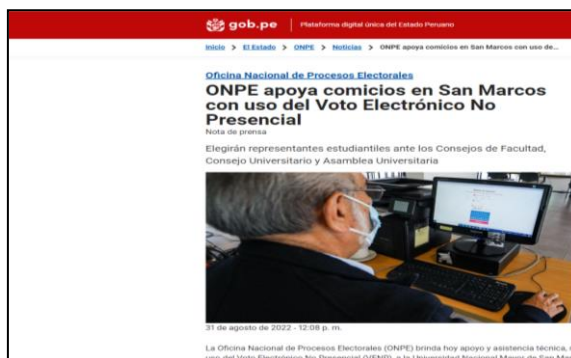 gob.pe | Plataforma digital única del Estado Peruano
Inicio > El Estado > ONPE > Noticias > ONPE apoya comicios en San Marcos con uso de...
Oficina Nacional de Procesos Electorales
ONPE apoya comicios en San Marcos
con uso del Voto Electrónico No
Presencial
Nota de prensa
Elegirán representantes estudiantiles ante los Consejos de Facultad,
Consejo Universitario y Asamblea Universitaria
31 de agosto de 2022 - 12:08 p. m.
La Oficina Nacional de Procesos Electorales (ONPE) brinda hoy apoyo y asistencia técnica,
uso del Voto Electrónico No Presencial (VENP), a la Universidad Nacional Mayor de San